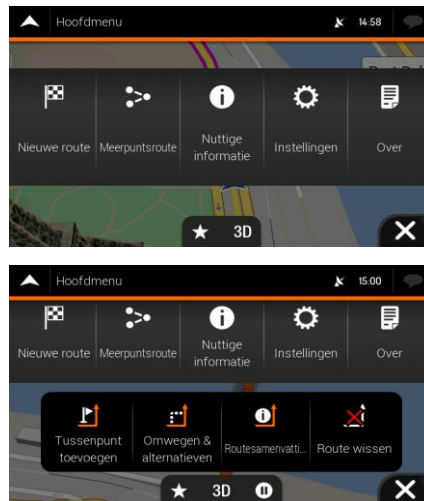 Hoofdmenu 14:58
Nieuwe route Meerpuntsroute Nuttige informatie Instellingen Over
3D
Hoofdmenu 15:00
Nieuwe route Meerpuntsroute Nuttige informatie Instellingen Over
Tussenpunt toevoegen Omwegen & alternatieven Routesamenvatti... Route wissen
3D